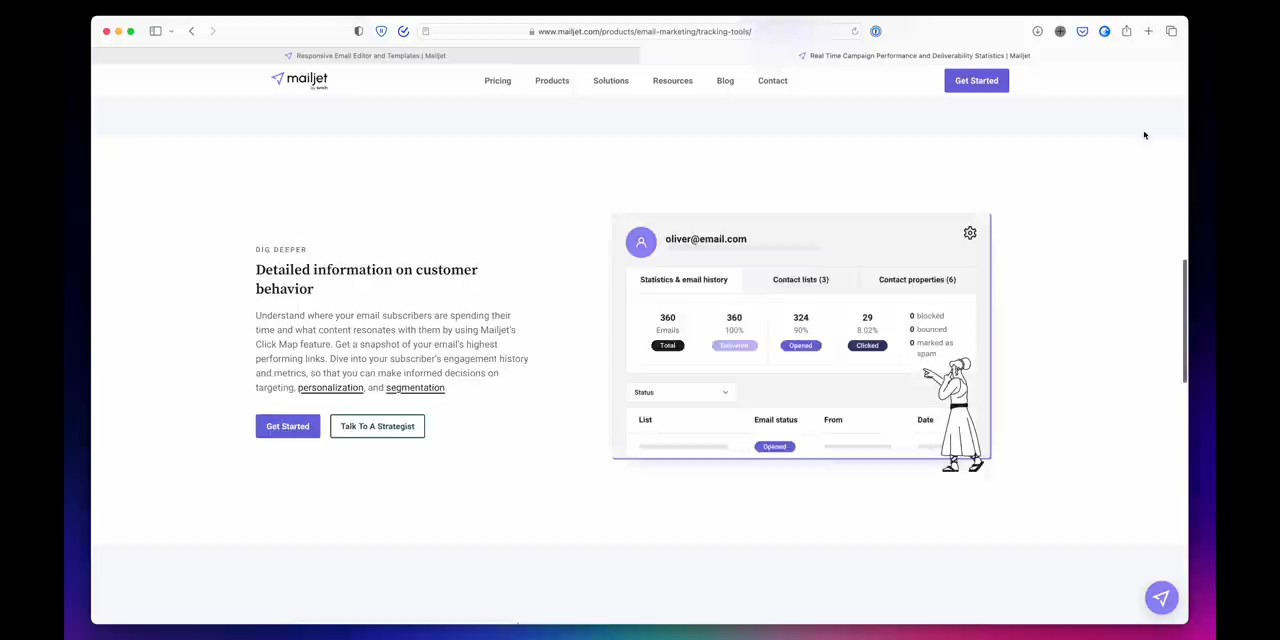 www.mailjet.com/products/email-marketing/tracking-tools/
Responsive Email Editor and Templates | Mailjet
Real Time Campaign Performance and Deliverability Statistics | Mailjet
mailjet
by sinch
Pricing
Products
Solutions
Resources
Blog
Contact
Get Started
DIG DEEPER
Detailed information on customer
behavior
Understand where your email subscribers are spending their
time and what content resonates with them by using Mailjet's
Click Map feature. Get a snapshot of your email's highest
performing links. Dive into your subscriber's engagement history
and metrics, so that you can make informed decisions on
targeting, personalization, and segmentation.
Get Started
Talk To A Strategist
oliver@email.com
Statistics & email history
Contact lists (3)
Contact properties (6)
360
Emails
Total
360
100%
Delivered
324
90%
Opened
29
8.02%
Clicked
0 blocked
0 bounced
0 marked as
spam
Status
List
Email status
From
Date
Opened